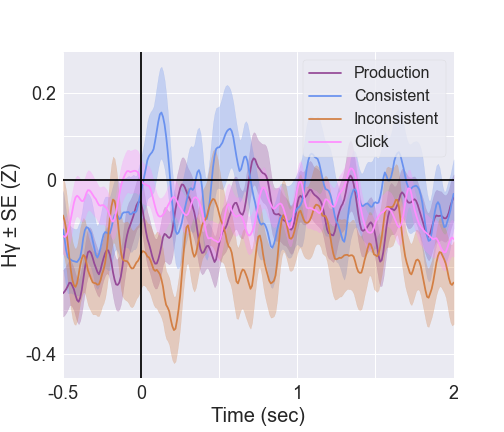 Production
Consistent
Inconsistent
Click
0.2
0
-0.4
Hγ ± SE (Z)
-0.5 0 1 2
Time (sec)